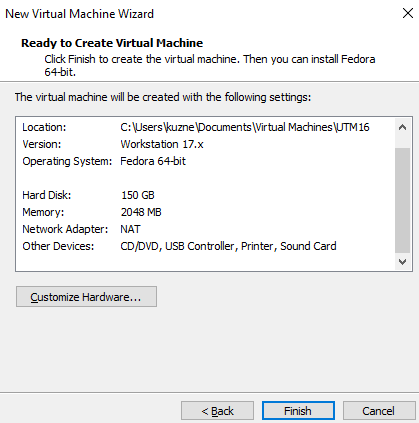 New Virtual Machine Wizard
Ready to Create Virtual Machine
Click Finish to create the virtual machine. Then you can install Fedora
64-bit.
The virtual machine will be created with the following settings:
Location: C:\Users\kuzne\Documents\Virtual Machines\UTM16
Version: Workstation 17.x
Operating System: Fedora 64-bit
Hard Disk: 150 GB
Memory: 2048 MB
Network Adapter: NAT
Other Devices: CD/DVD, USB Controller, Printer, Sound Card
Customize Hardware...
< Back Finish Cancel